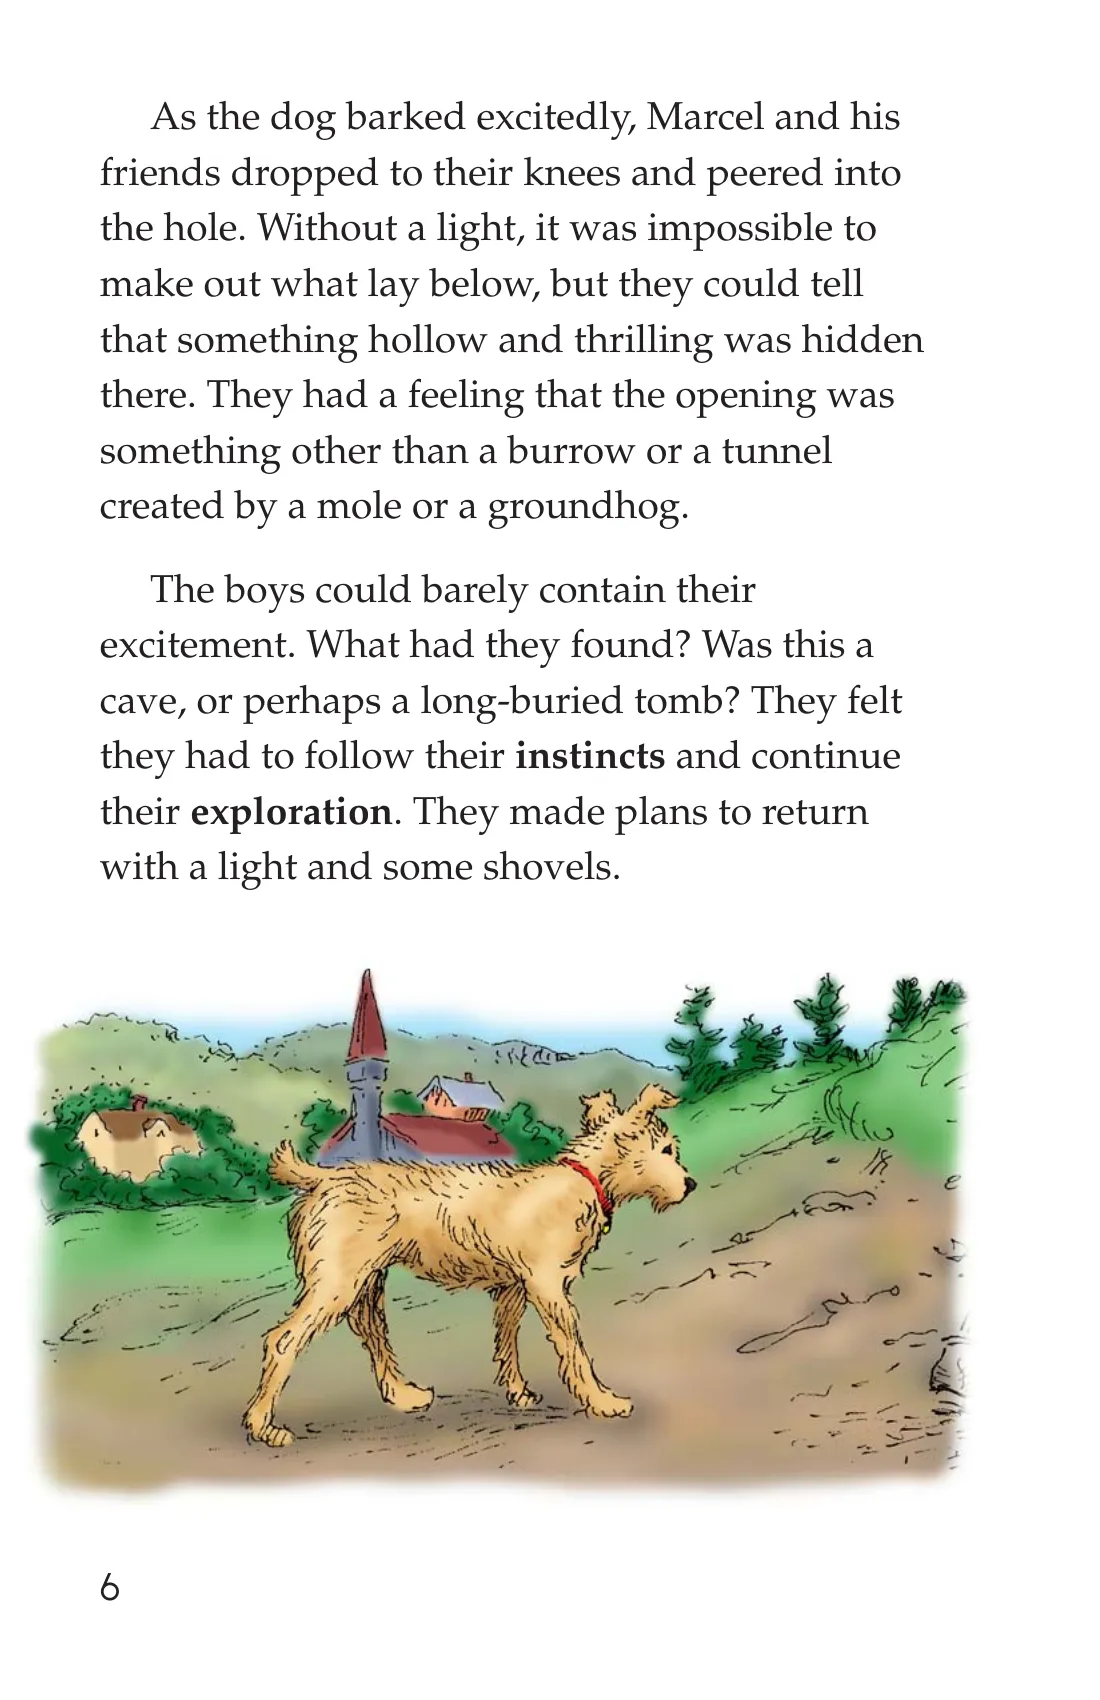 As the dog barked excitedly, Marcel and his
friends dropped to their knees and peered into
the hole. Without a light, it was impossible to
make out what lay below, but they could tell
that something hollow and thrilling was hidden
there. They had a feeling that the opening was
something other than a burrow or a tunnel
created by a mole or a groundhog.
The boys could barely contain their
excitement. What had they found? Was this a
cave, or perhaps a long-buried tomb? They felt
they had to follow their instincts and continue
their exploration. They made plans to return
with a light and some shovels.
6